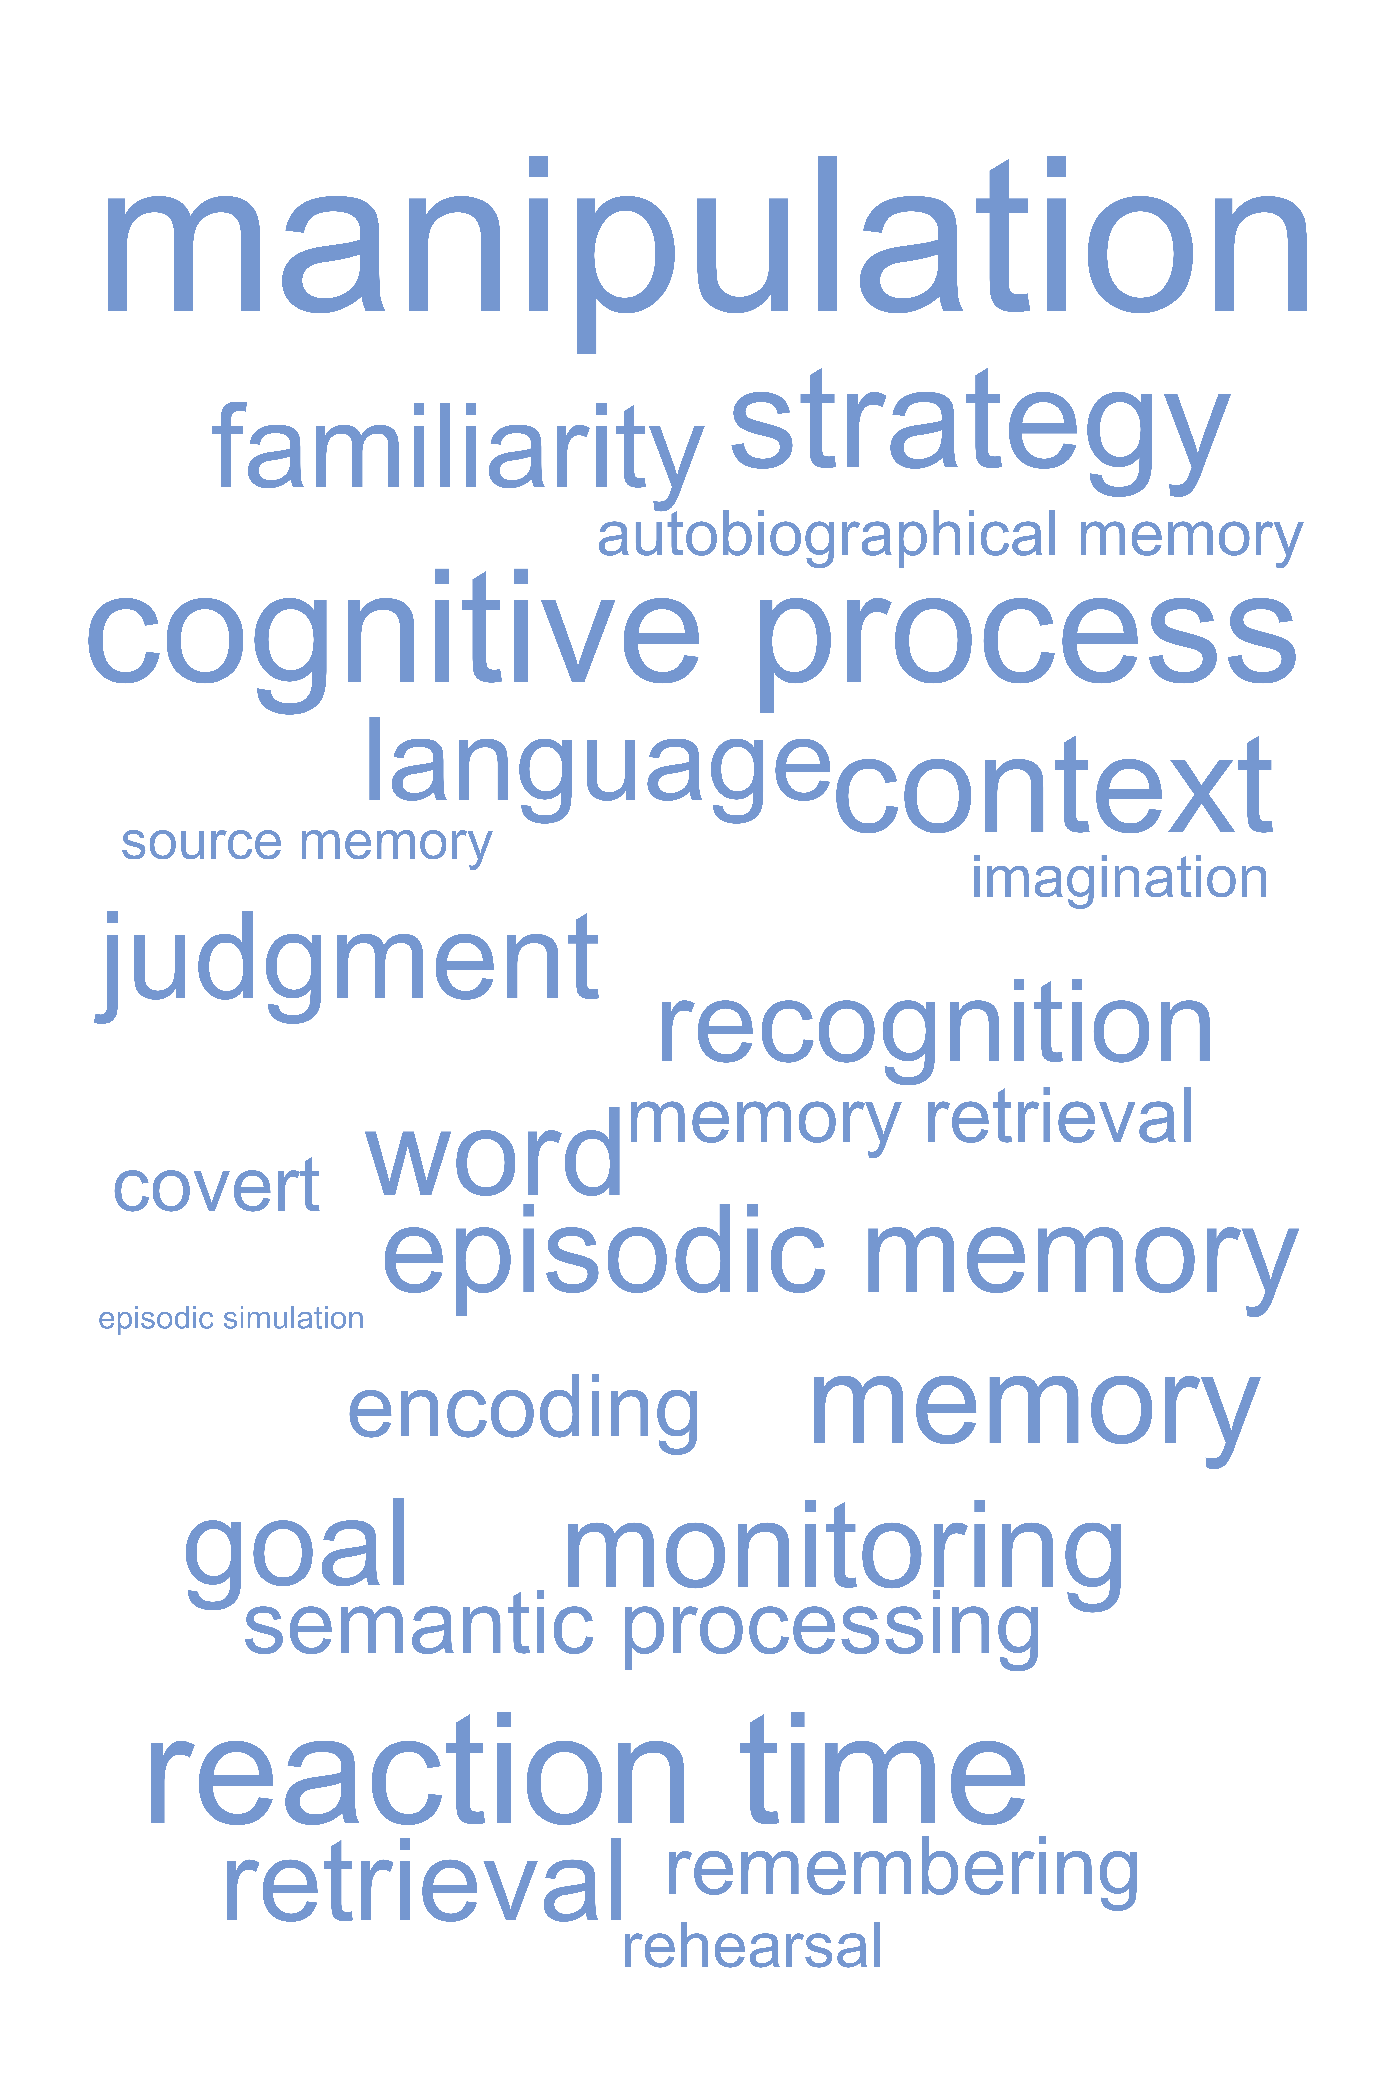 manipulation
familiarity strategy
autobiographical memory
cognitive process
language context
source memory
imagination
judgment
recognition
memory retrieval
word
covert
episodic memory
episodic simulation
encoding memory
goal monitoring
semantic processing
reaction time
retrieval remembering
rehearsal